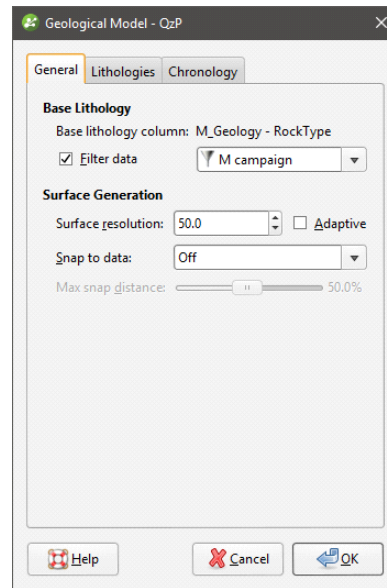 Geological Model - QzP
General Lithologies Chronology
Base Lithology
Base lithology column: M_Geology - RockType
Filter data M campaign
Surface Generation
Surface resolution: 50.0 Adaptive
Snap to data: Off
Max snap distance: 50.0%
Help Cancel OK